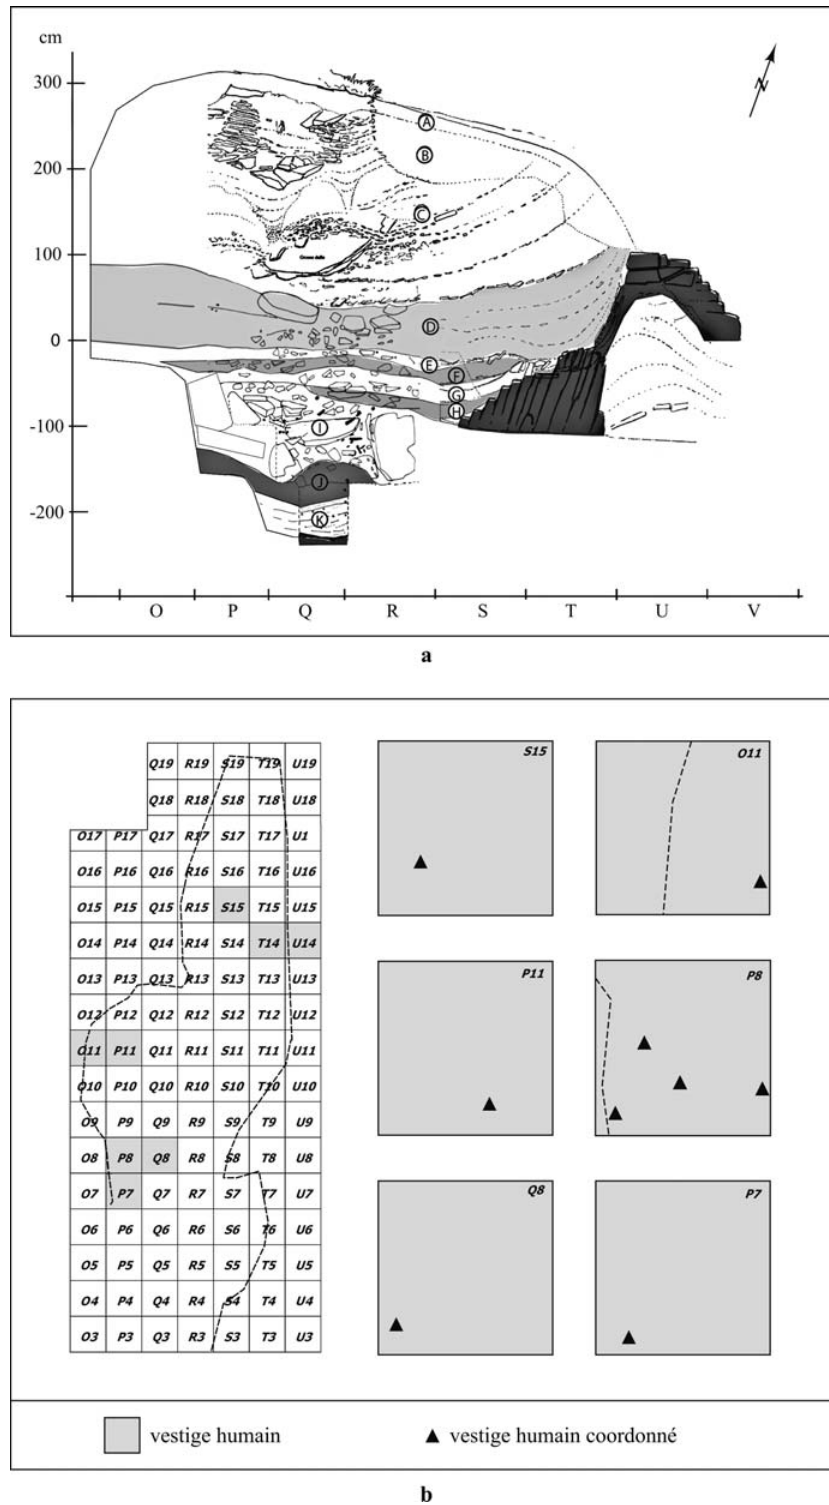 cm
N
300
200
100
0
-100
-200
A
B
C
D
E
F
G
H
I
J
K
O P Q R S T U V
a
Q19 R19 S19 T19 U19
Q18 R18 S18 T18 U18
O17 P17 Q17 R17 S17 T17 U1
O16 P16 Q16 R16 S16 T16 U16
O15 P15 Q15 R15 S15 T15 U15
O14 P14 Q14 R14 S14 T14 U14
O13 P13 Q13 R13 S13 T13 U13
O12 P12 Q12 R12 S12 T12 U12
O11 P11 Q11 R11 S11 T11 U11
O10 P10 Q10 R10 S10 T10 U10
O9 P9 Q9 R9 S9 T9 U9
O8 P8 Q8 R8 S8 T8 U8
O7 P7 Q7 R7 S7 T7 U7
O6 P6 Q6 R6 S6 T6 U6
O5 P5 Q5 R5 S5 T5 U5
O4 P4 Q4 R4 S4 T4 U4
O3 P3 Q3 R3 S3 T3 U3
S15
O11
P11
P8
Q8
P7
vestige humain
vestige humain coordonné
b